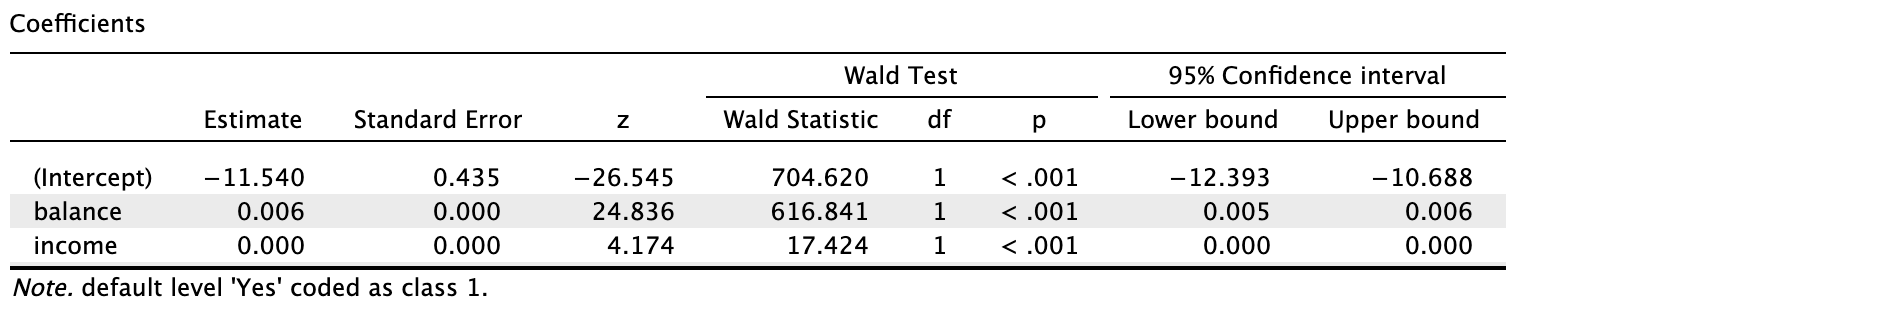 Coefficients
Wald Test 95% Confidence interval
Estimate Standard Error z Wald Statistic df p Lower bound Upper bound
(Intercept) −11.540 0.435 −26.545 704.620 1 < .001 −12.393 −10.688
balance 0.006 0.000 24.836 616.841 1 < .001 0.005 0.006
income 0.000 0.000 4.174 17.424 1 < .001 0.000 0.000
Note. default level 'Yes' coded as class 1.